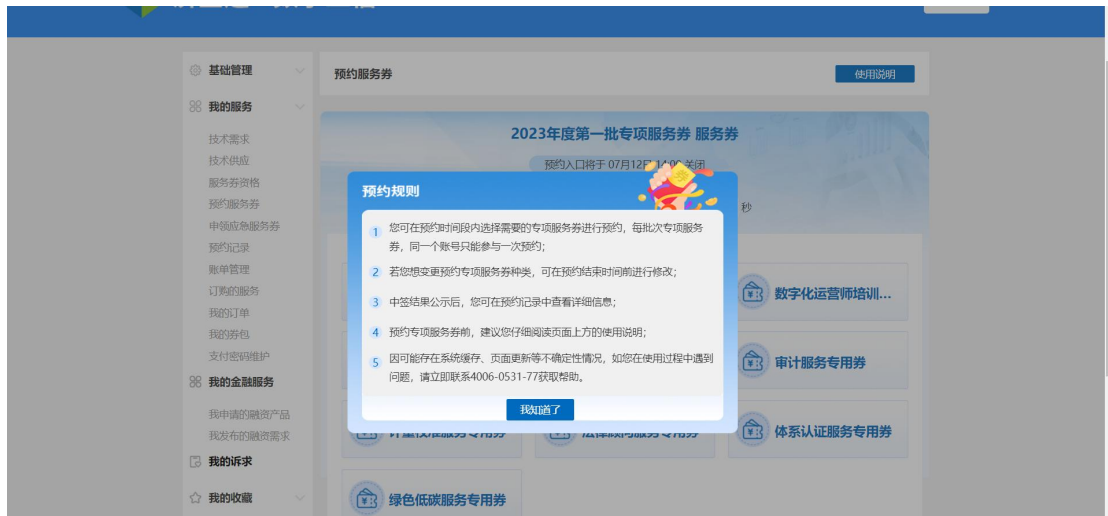 基础管理
预约服务券
使用说明
我的服务
技术需求
技术供应
服务券资格
预约服务券
申领应急服务券
预约记录
账单管理
订购的服务
我的订单
我的券包
支付密码维护
我的金融服务
我申请的融资产品
我发布的融资需求
我的诉求
我的收藏
2023年度第一批专项服务券 服务券
预约入口将于 07月12日 14:00 关闭
秒
预约规则
1 您可在预约时间段内选择需要的专项服务券进行预约，每批次专项服务
券，同一个账号只能参与一次预约；
2 若您想变更预约专项服务券种类，可在预约结束时间前进行修改；
3 中签结果公示后，您可在预约记录中查看详细信息；
4 预约专项服务券前，建议您仔细阅读页面上方的使用说明；
5 因可能存在系统缓存、页面更新等不确定性情况，如您在使用过程中遇到
问题，请立即联系4006-0531-77获取帮助。
我知道了
数字化运营师培训...
审计服务专用券
计量校准服务专用券
法律顾问服务专用券
体系认证服务专用券
绿色低碳服务专用券